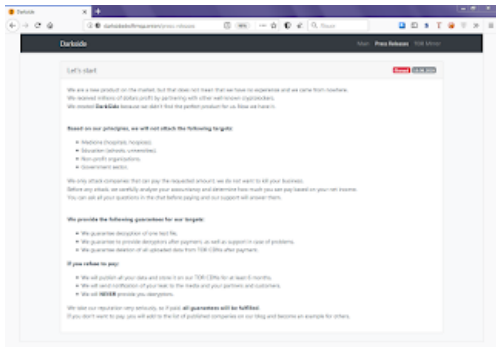 Darkside
Darkside
Press Releases
TOR Mirror
Let's start
We are a new product on the market, but that does not mean that we have no experience and we came from nowhere.
We received millions of dollars profit by partnering with other well-known cryptolockers.
We created DarkSide because we didn't find the perfect product for us. Now we have it.
Based on our principles, we will not attack the following targets:
Medicine (hospitals, hospices).
Education (schools, universities).
Non-profit organizations.
Government sector.
We only attack companies that can pay the requested amount, we do not want to kill your business.
Before any attack, we carefully analyze your accountancy and determine how much you can pay based on your net income.
You can ask all your questions in the chat before paying and our support will answer them.
We provide the following guarantees for our targets:
We guarantee decryption of one test file.
We guarantee to provide decryptors after payment, as well as support in case of problems.
We guarantee deletion of all uploaded data from TOR CDNs after payment.
If you refuse to pay:
We will publish all your data and store it on our TOR CDNs for at least 6 months.
We will send notification of your leak to the media and your partners and customers.
We will NEVER provide you decryptors.
We take our reputation very seriously, so if paid, all guarantees will be fulfilled.
If you don't want to pay, you will add to the list of published companies on our blog and become an example for others.